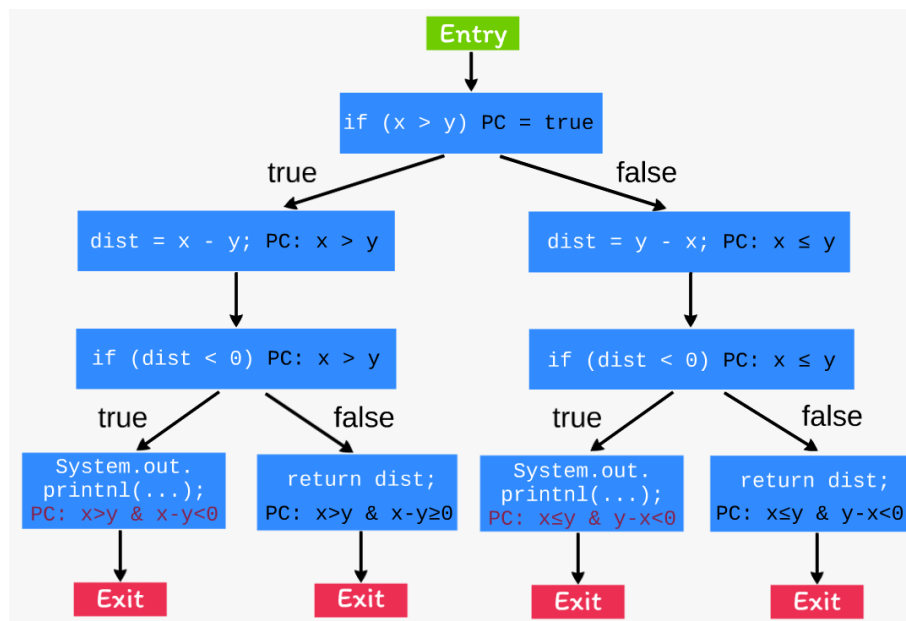 Entry
if (x > y) PC = true
true
false
dist = x - y; PC: x > y
dist = y - x; PC: x ≤ y
if (dist < 0) PC: x > y
if (dist < 0) PC: x ≤ y
true
false
true
false
System.out.
printnl(...);
PC: x>y & x-y<0
return dist;
PC: x>y & x-y≥0
System.out.
printnl(...);
PC: x≤y & y-x<0
return dist;
PC: x≤y & y-x<0
Exit
Exit
Exit
Exit